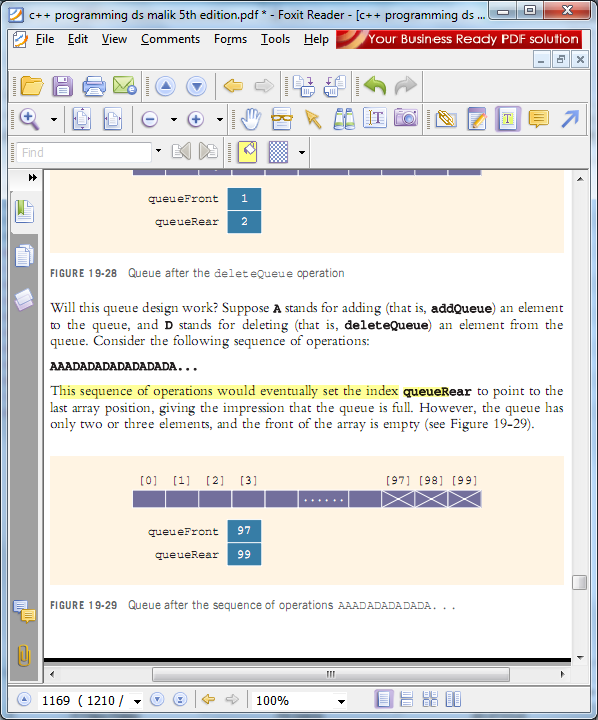 c++ programming ds malik 5th edition.pdf * - Foxit Reader - [c++ programming ds ...
File Edit View Comments Forms Tools Help Your Business Ready PDF solution
Find
queueFront 1
queueRear 2
FIGURE 19-28 Queue after the deleteQueue operation
Will this queue design work? Suppose A stands for adding (that is, addQueue) an element
to the queue, and D stands for deleting (that is, deleteQueue) an element from the
queue. Consider the following sequence of operations:
AAADADADADADADADA...
This sequence of operations would eventually set the index queueRear to point to the
last array position, giving the impression that the queue is full. However, the queue has
only two or three elements, and the front of the array is empty (see Figure 19-29).
[0] [1] [2] [3] [97] [98] [99]
......
queueFront 97
queueRear 99
FIGURE 19-29 Queue after the sequence of operations AAADADADADADA...
1169 (1210 / 100%